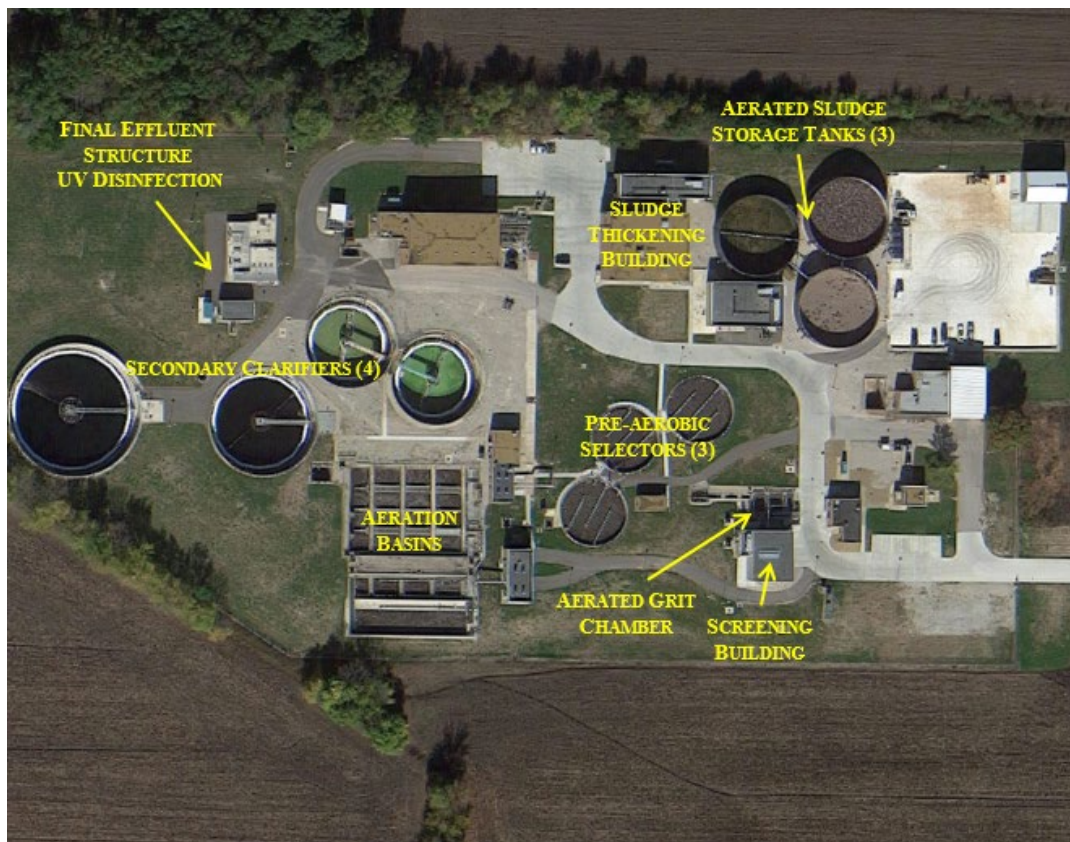 FINAL EFFLUENT
STRUCTURE
UV DISINFECTION
AERATED SLUDGE
STORAGE TANKS (3)
SLUDGE
THICKENING
BUILDING
SECONDARY CLARIFIERS (4)
PRE-AEROBIC
SELECTORS (3)
AERATION
BASINS
AERATED GRIT
CHAMBER
SCREENING
BUILDING